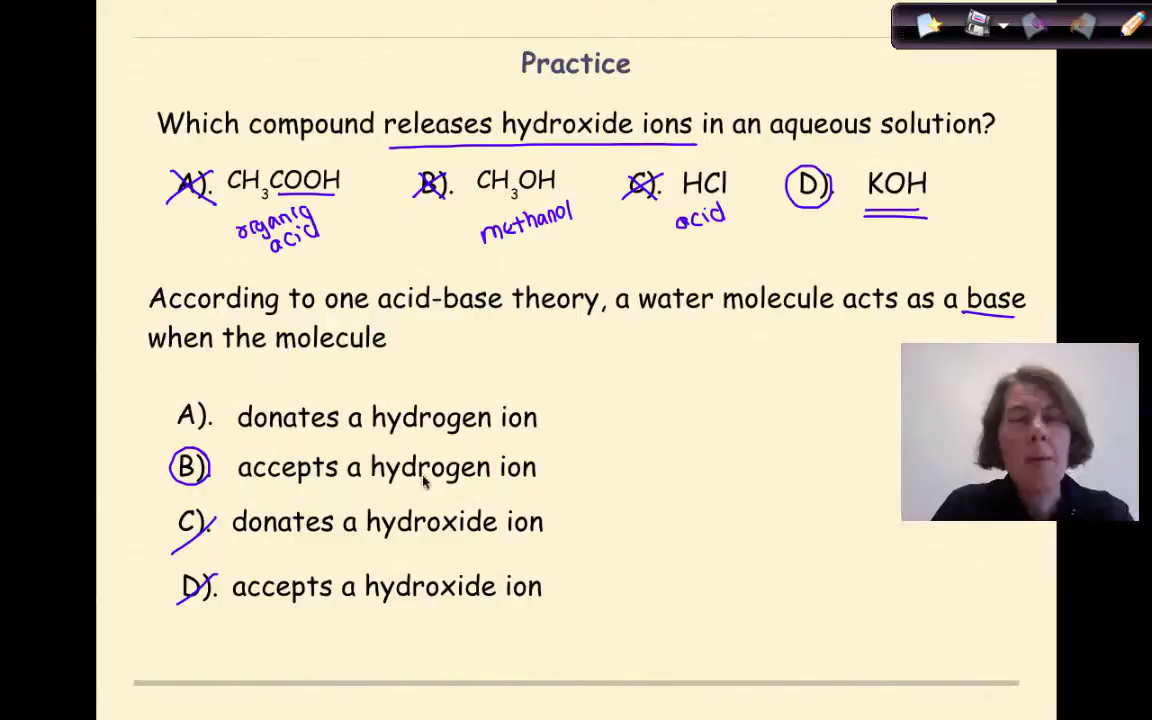 Practice
Which compound releases hydroxide ions in an aqueous solution?
A). CH3COOH B). CH3OH C). HCl D). KOH
organic acid methanol acid
According to one acid-base theory, a water molecule acts as a base
when the molecule
A). donates a hydrogen ion
B). accepts a hydrogen ion
C). donates a hydroxide ion
D). accepts a hydroxide ion